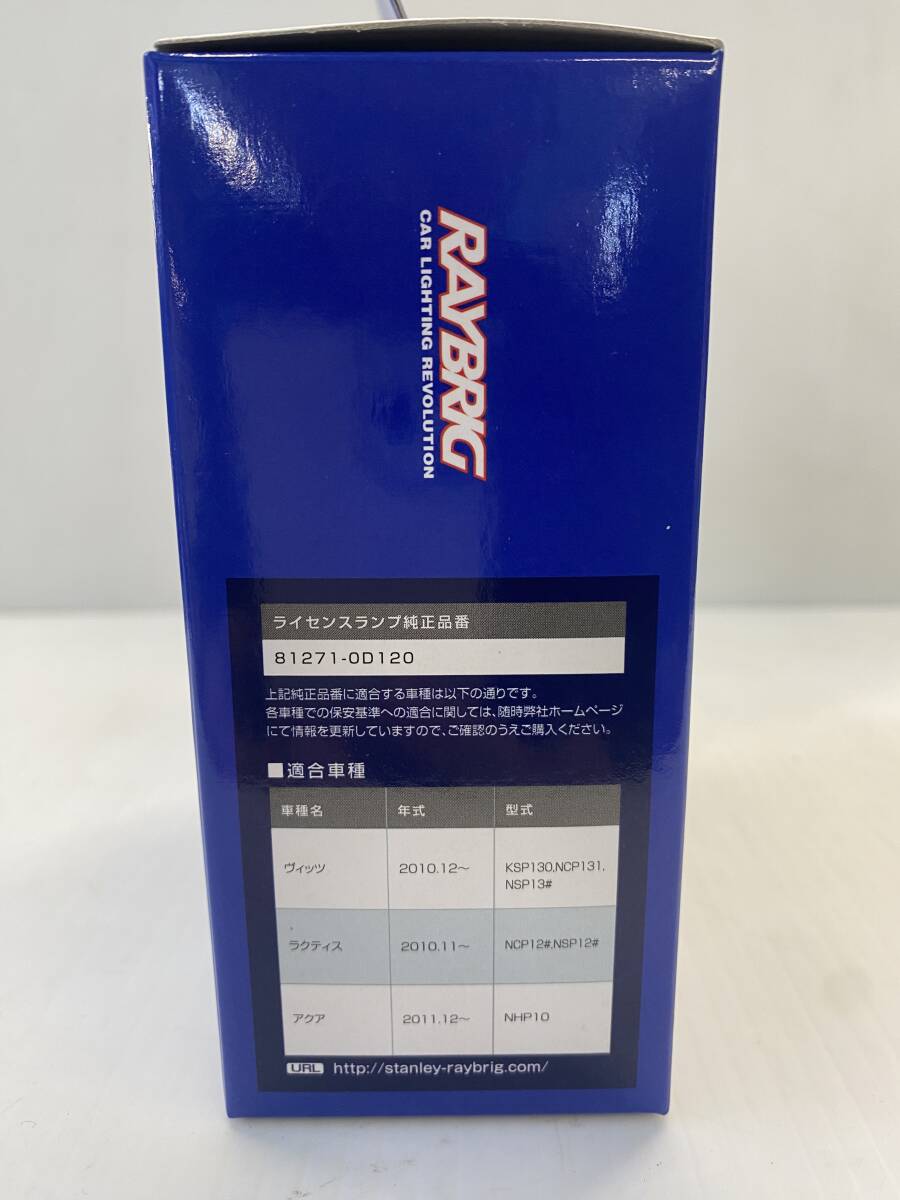 RAYBRIG
CAR LIGHTING REVOLUTION
ライセンスランプ純正品番
81271-0D120
上記純正品番に適合する車種は以下の通りです。
各車種での保安基準への適合に関しては、随時弊社ホームページ
にて情報を更新していますので、ご確認のうえご購入ください。
■適合車種
車種名 年式 型式
ヴィッツ 2010.12～ KSP130,NCP131,
NSP13#
ラクティス 2010.11～ NCP12#,NSP12#
アクア 2011.12～ NHP10
URL http://stanley-raybrig.com/